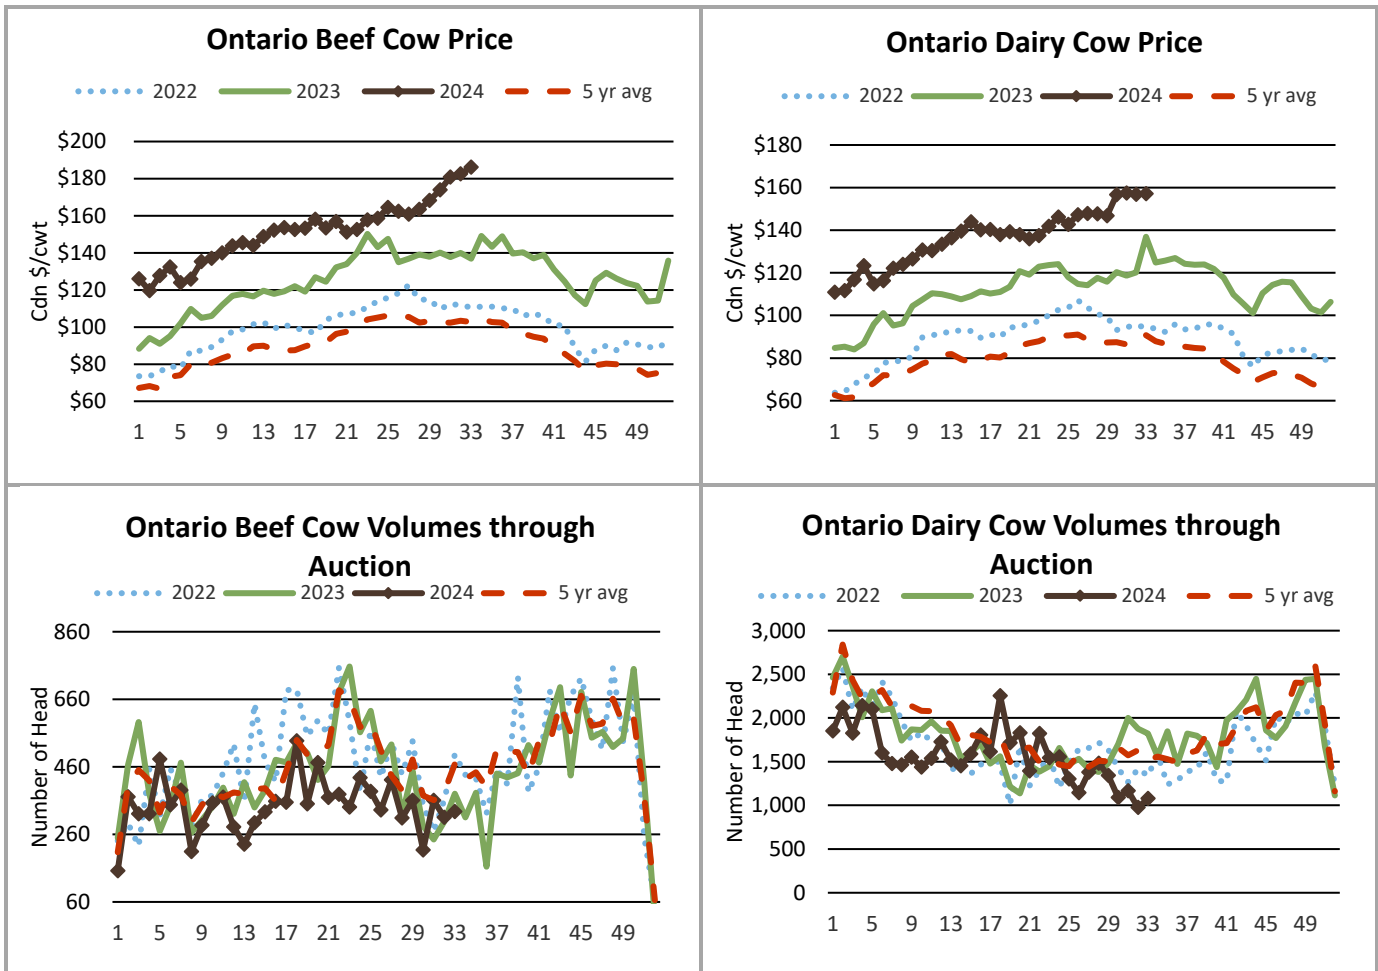 Ontario Beef Cow Price
2022 2023 2024 5 yr avg
Cdn $/cwt
$200
$180
$160
$140
$120
$100
$80
$60
1 5 9 13 17 21 25 29 33 37 41 45 49
Ontario Dairy Cow Price
2022 2023 2024 5 yr avg
Cdn $/cwt
$180
$160
$140
$120
$100
$80
$60
1 5 9 13 17 21 25 29 33 37 41 45 49
Ontario Beef Cow Volumes through
Auction
2022 2023 2024 5 yr avg
Number of Head
860
660
460
260
60
1 5 9 13 17 21 25 29 33 37 41 45 49
Ontario Dairy Cow Volumes through
Auction
2022 2023 2024 5 yr avg
Number of Head
3,000
2,500
2,000
1,500
1,000
500
0
1 5 9 13 17 21 25 29 33 37 41 45 49